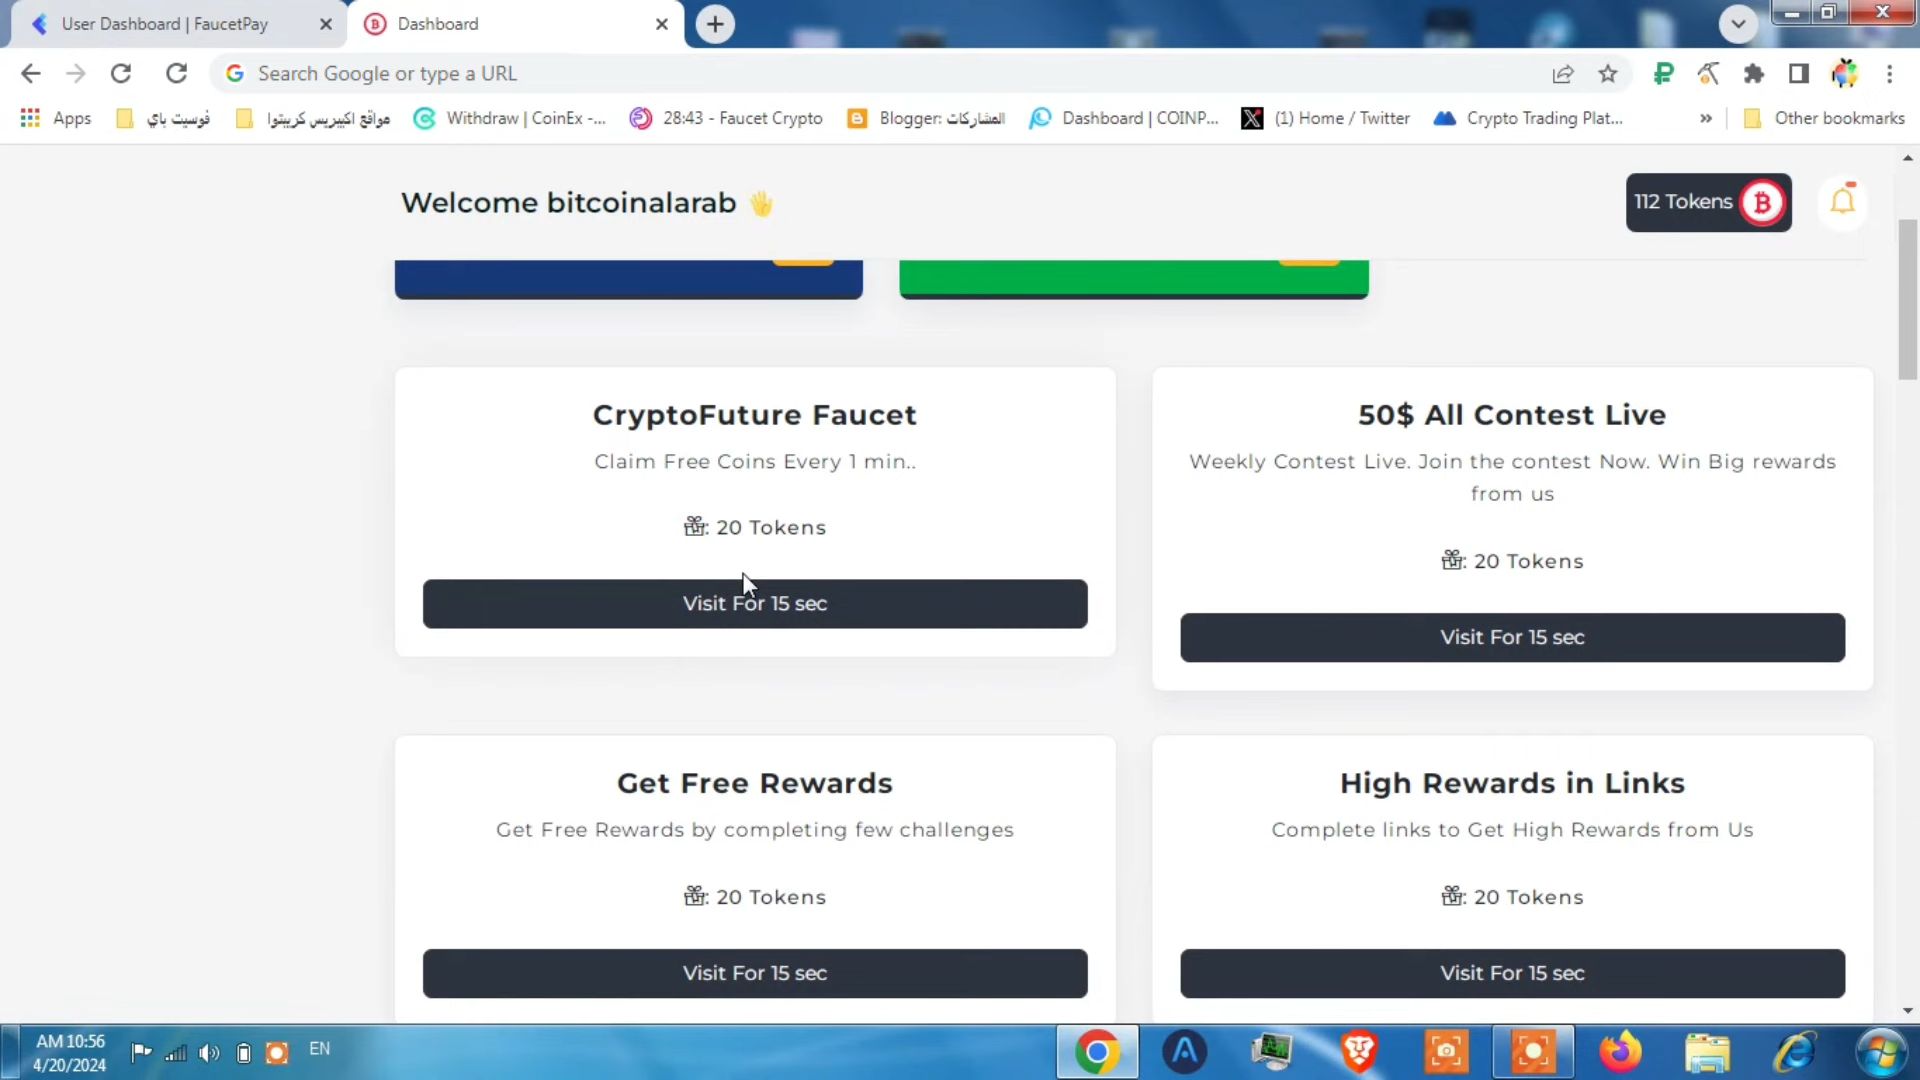 User Dashboard | FaucetPay
Dashboard
Search Google or type a URL
Apps
فوسيت باي
مواقع اكسبريس كريبتوا
Withdraw | CoinEx -...
28:43 - Faucet Crypto
Blogger: المشاركات
Dashboard | COINP...
(1) Home / Twitter
Crypto Trading Plat...
»
Other bookmarks
Welcome bitcoinalarab 👋
112 Tokens
CryptoFuture Faucet
Claim Free Coins Every 1 min..
: 20 Tokens
Visit For 15 sec
50$ All Contest Live
Weekly Contest Live. Join the contest Now. Win Big rewards
from us
: 20 Tokens
Visit For 15 sec
Get Free Rewards
Get Free Rewards by completing few challenges
: 20 Tokens
Visit For 15 sec
High Rewards in Links
Complete links to Get High Rewards from Us
: 20 Tokens
Visit For 15 sec
AM 10:56
4/20/2024
EN